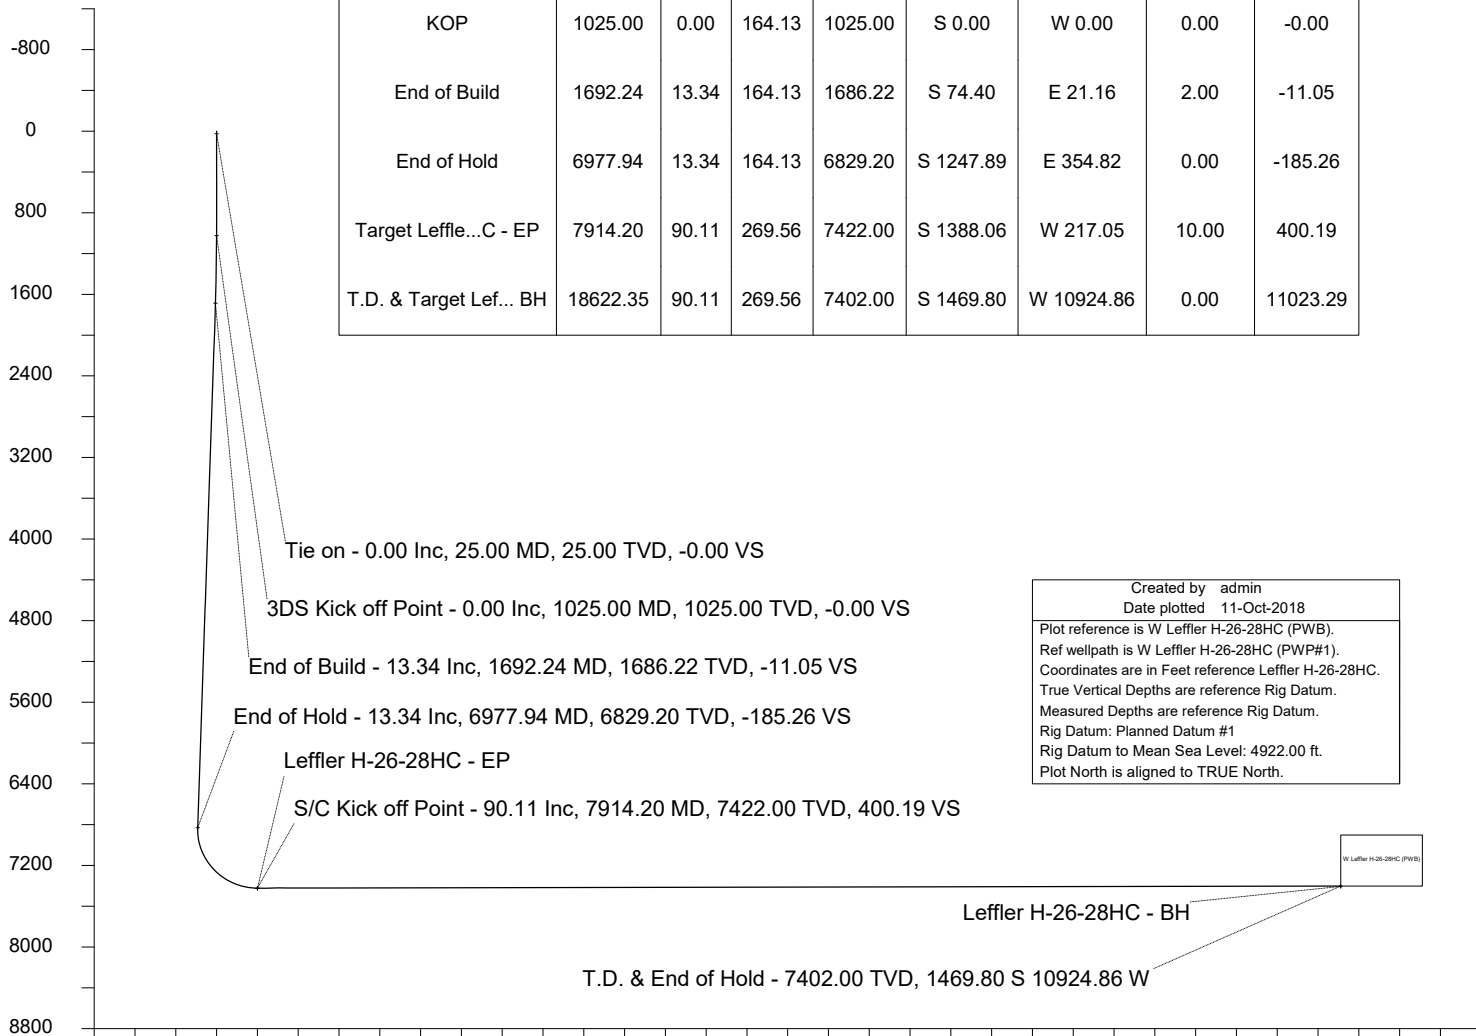 KOP 1025.00 0.00 164.13 1025.00 S 0.00 W 0.00 0.00 -0.00
End of Build 1692.24 13.34 164.13 1686.22 S 74.40 E 21.16 2.00 -11.05
End of Hold 6977.94 13.34 164.13 6829.20 S 1247.89 E 354.82 0.00 -185.26
Target Leffle...C - EP 7914.20 90.11 269.56 7422.00 S 1388.06 W 217.05 10.00 400.19
T.D. & Target Lef... BH 18622.35 90.11 269.56 7402.00 S 1469.80 W 10924.86 0.00 11023.29
-800
0
800
1600
2400
3200
4000
4800
5600
6400
7200
8000
8800
Tie on - 0.00 Inc, 25.00 MD, 25.00 TVD, -0.00 VS
3DS Kick off Point - 0.00 Inc, 1025.00 MD, 1025.00 TVD, -0.00 VS
End of Build - 13.34 Inc, 1692.24 MD, 1686.22 TVD, -11.05 VS
End of Hold - 13.34 Inc, 6977.94 MD, 6829.20 TVD, -185.26 VS
Leffler H-26-28HC - EP
S/C Kick off Point - 90.11 Inc, 7914.20 MD, 7422.00 TVD, 400.19 VS
Created by admin
Date plotted 11-Oct-2018
Plot reference is W Leffler H-26-28HC (PWB).
Ref wellpath is W Leffler H-26-28HC (PWP#1).
Coordinates are in Feet reference Leffler H-26-28HC.
True Vertical Depths are reference Rig Datum.
Measured Depths are reference Rig Datum.
Rig Datum: Planned Datum #1
Rig Datum to Mean Sea Level: 4922.00 ft.
Plot North is aligned to TRUE North.
W Leffler H-26-28HC (PWB)
Leffler H-26-28HC - BH
T.D. & End of Hold - 7402.00 TVD, 1469.80 S 10924.86 W